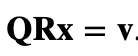 QRx = v.